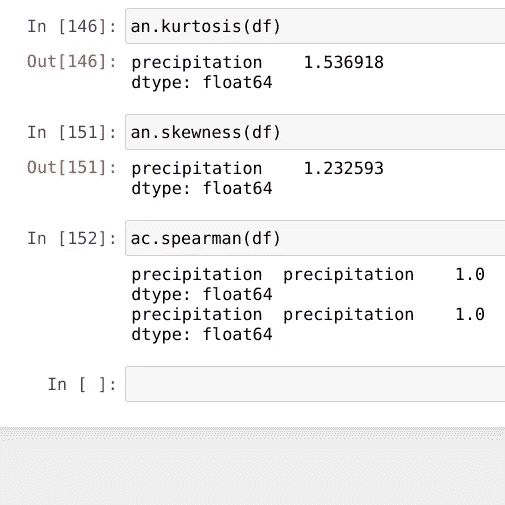 In [146]: an.kurtosis(df)
Out[146]: precipitation    1.536918
dtype: float64
In [151]: an.skewness(df)
Out[151]: precipitation    1.232593
dtype: float64
In [152]: ac.spearman(df)
precipitation  precipitation    1.0
dtype: float64
precipitation  precipitation    1.0
dtype: float64
In [ ]: